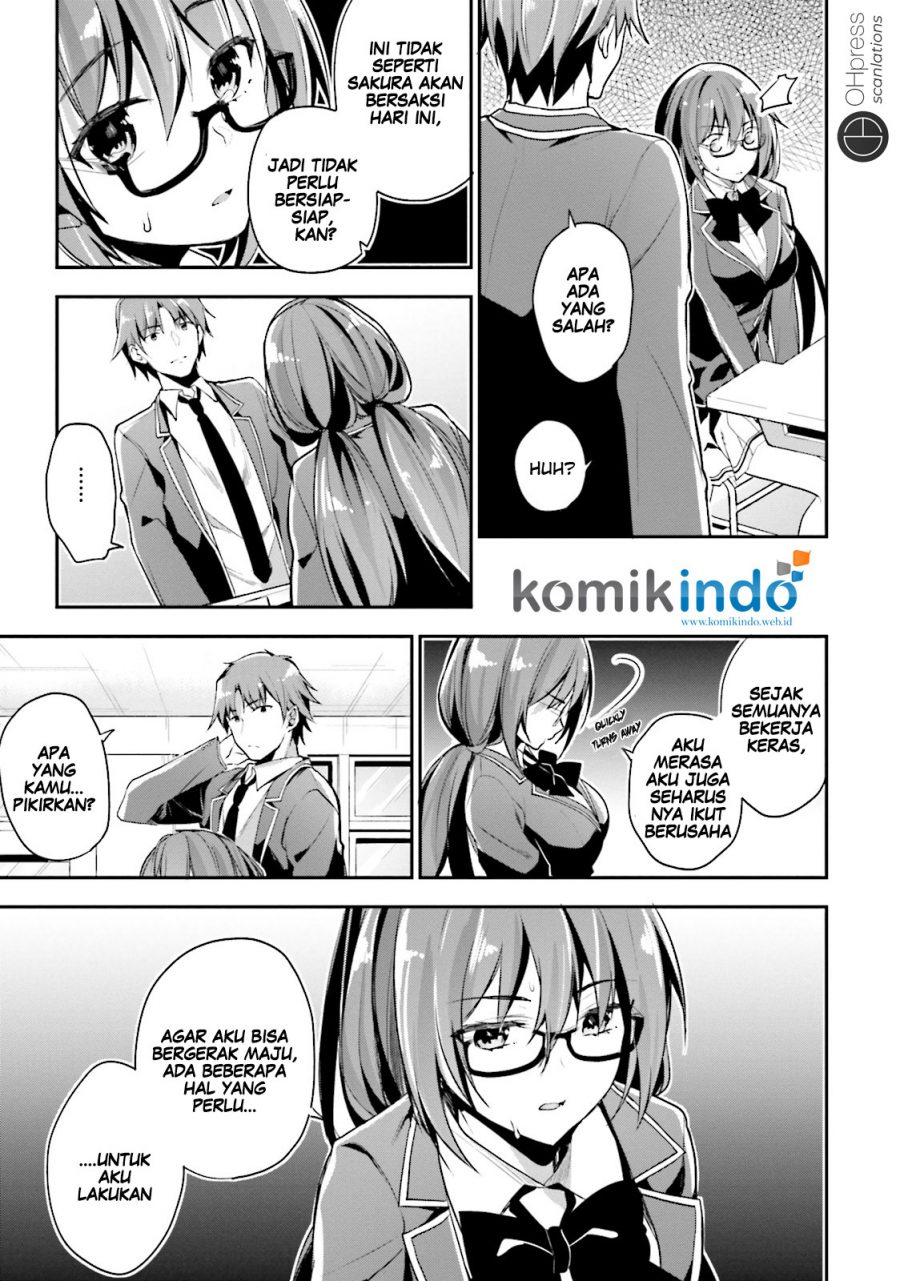 OHpress
scanlations
APA
ADA
YANG
SALAH?
HUH?
INI TIDAK
SEPERTI
SAKURA AKAN
BERSAKSI
HARI INI,
JADI TIDAK
PERLU
BERSIAP-
SIAP,
KAN?
......
komikindo
www.komikindo.web.id
SEJAK
SEMUANYA
BEKERJA
KERAS,
AKU
MERASA
AKU JUGA
SEHARUS
NYA IKUT
BERUSAHA
QUICKLY
TURNS AWAY
APA
YANG
KAMU...
PIKIRKAN?
AGAR AKU BISA
BERGERAK MAJU,
ADA BEBERAPA
HAL YANG
PERLU...
....UNTUK
AKU
LAKUKAN